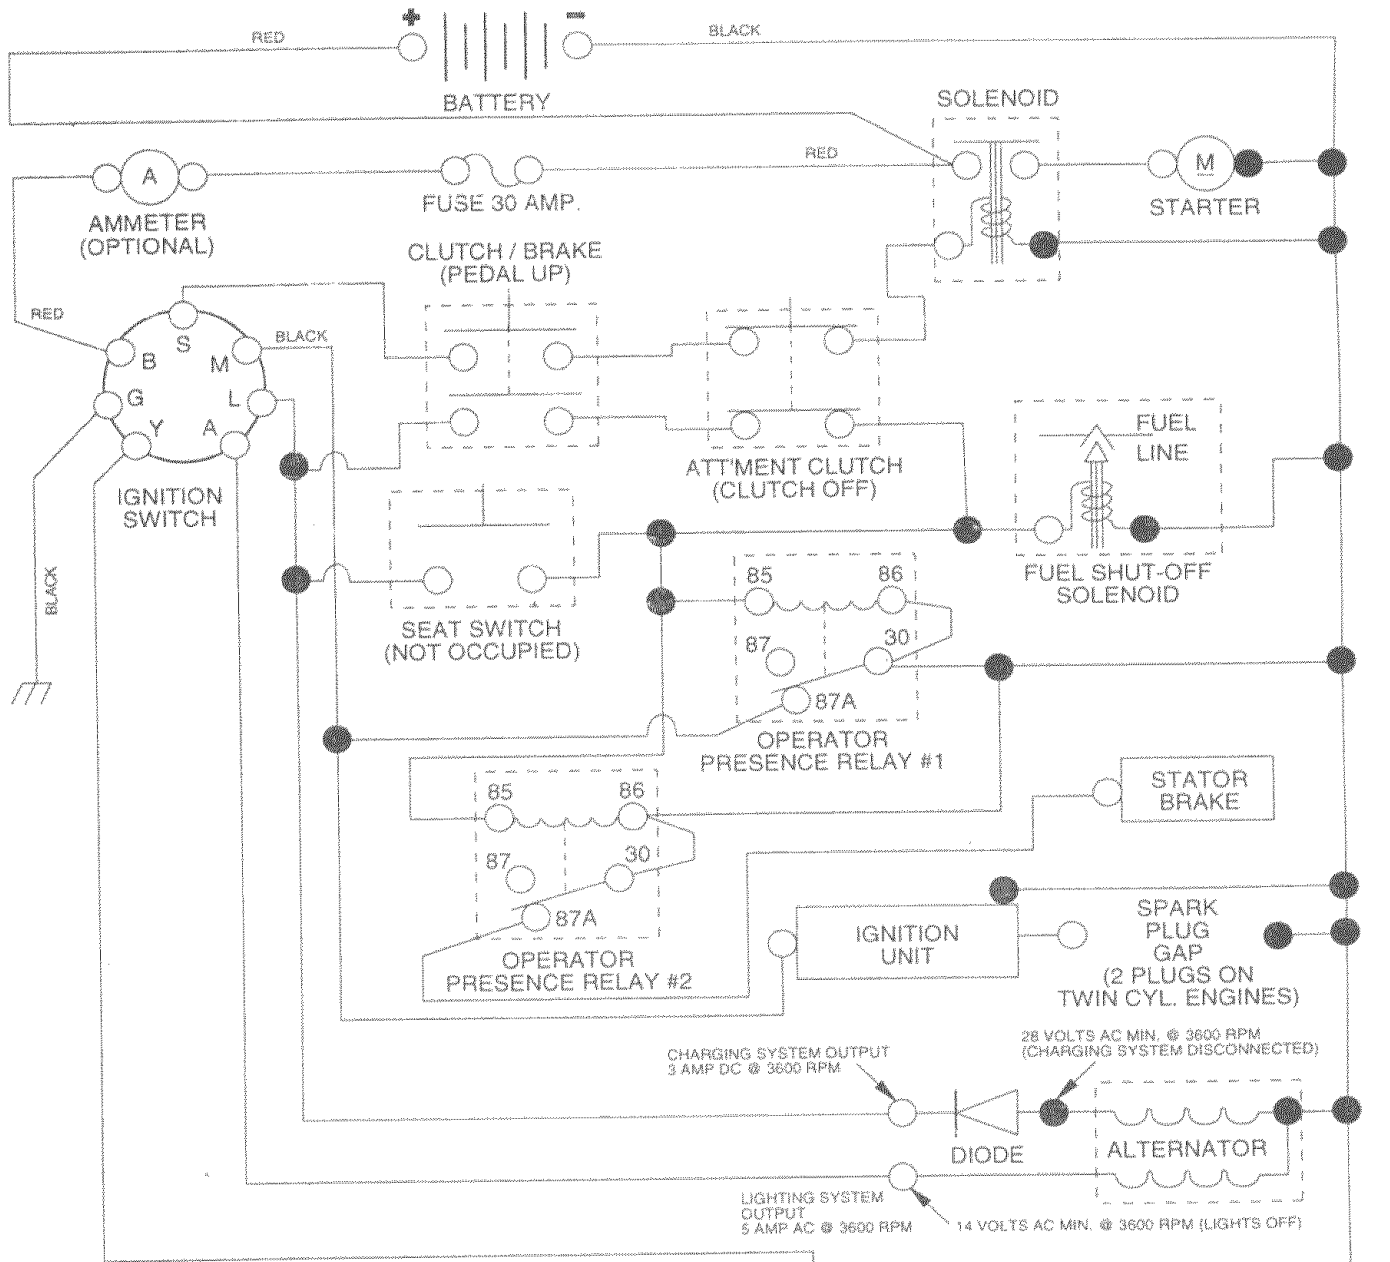 + −
RED
BLACK
BATTERY
SOLENOID
RED
A
M
FUSE 30 AMP.
STARTER
AMMETER
(OPTIONAL)
CLUTCH / BRAKE
(PEDAL UP)
RED
BLACK
S
B
M
G
L
Y
A
IGNITION
SWITCH
FUEL
LINE
ATT'MENT CLUTCH
(CLUTCH OFF)
BLACK
FUEL SHUT-OFF
SOLENOID
85
86
SEAT SWITCH
(NOT OCCUPIED)
87
30
87A
OPERATOR
PRESENCE RELAY #1
STATOR
BRAKE
85
86
87
30
87A
OPERATOR
PRESENCE RELAY #2
IGNITION
UNIT
SPARK
PLUG
GAP
(2 PLUGS ON
TWIN CYL. ENGINES)
CHARGING SYSTEM OUTPUT
3 AMP DC @ 3600 RPM
28 VOLTS AC MIN. @ 3600 RPM
(CHARGING SYSTEM DISCONNECTED)
DIODE
ALTERNATOR
LIGHTING SYSTEM
OUTPUT
5 AMP AC @ 3600 RPM
14 VOLTS AC MIN. @ 3600 RPM (LIGHTS OFF)